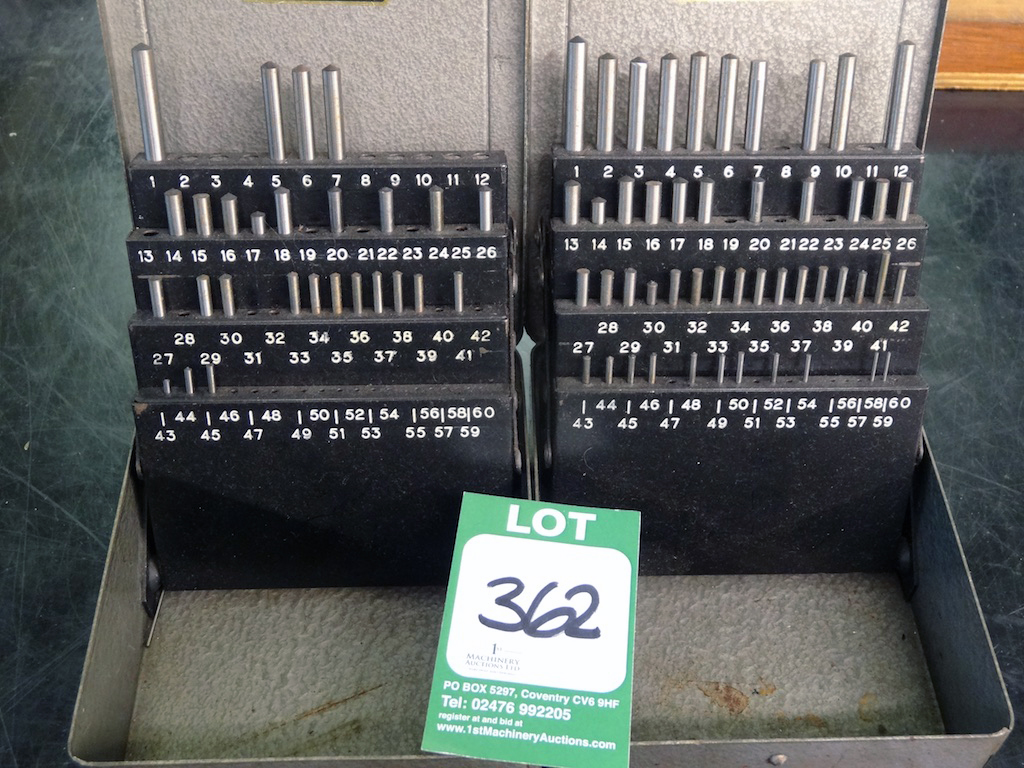 1 2 3 4 5 6 7 8 9 10 11 12
13 14 15 16 17 18 19 20 21 22 23 24 25 26
28 30 32 34 36 38 40 42
27 29 31 33 35 37 39 41
44 46 48 50 52 54 56 58 60
43 45 47 49 51 53 55 57 59
1 2 3 4 5 6 7 8 9 10 11 12
13 14 15 16 17 18 19 20 21 22 23 24 25 26
28 30 32 34 36 38 40 42
27 29 31 33 35 37 39 41
44 46 48 50 52 54 56 58 60
43 45 47 49 51 53 55 57 59
LOT
362
1st
MACHINERY
AUCTIONS LTD
PO BOX 5297, Coventry CV6 9HF
Tel: 02476 992205
register at and bid at
www.1stMachineryAuctions.com